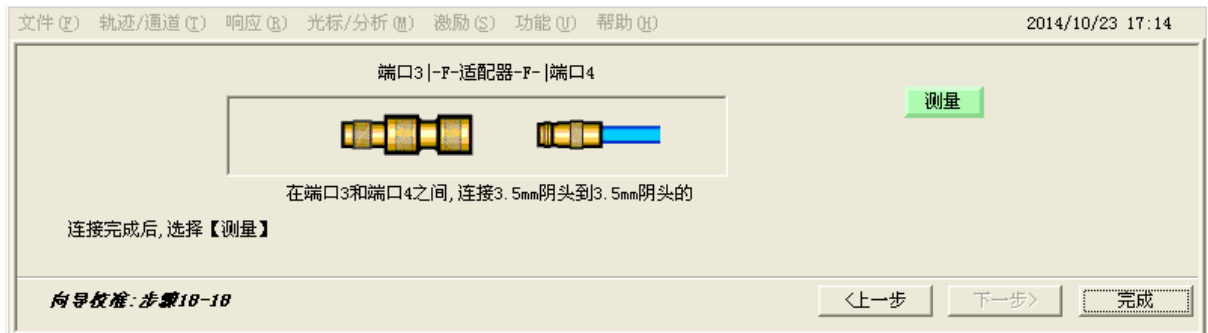 文件(F) 轨迹/通道(T) 响应(R) 光标/分析(M) 激励(S) 功能(U) 帮助(H) 2014/10/23 17:14
端口3|-F-适配器-F-|端口4
测量
在端口3和端口4之间,连接3.5mm阴头到3.5mm阴头的
连接完成后,选择【测量】
向导校准:步骤18-18
<上一步 下一步> 完成